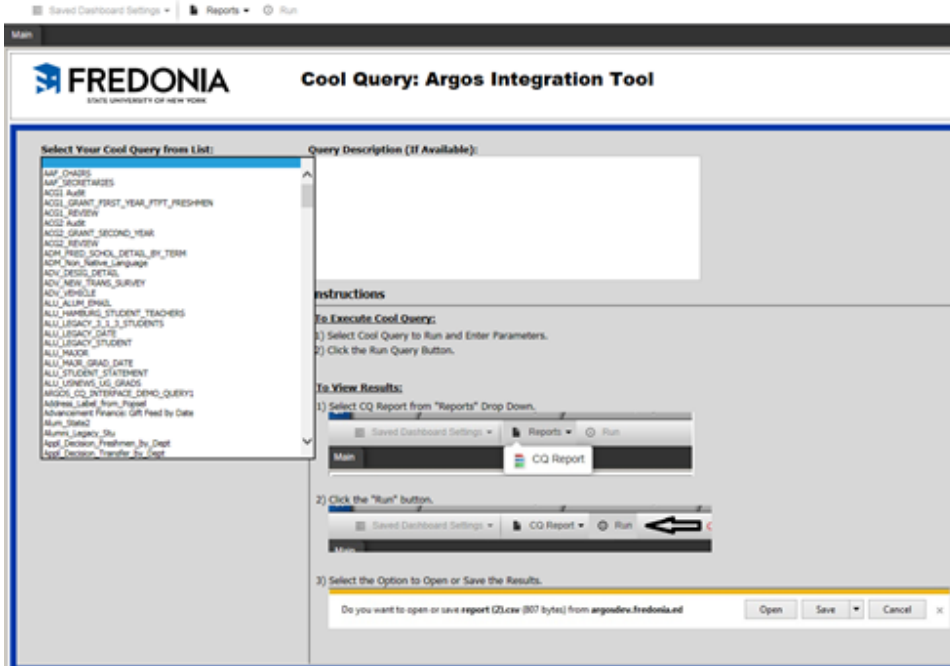 Saved Dashboard Settings Reports Run
Main
FREDONIA
STATE UNIVERSITY OF NEW YORK
Cool Query: Argos Integration Tool
Select Your Cool Query from List:
AAF_CHAIRS
AAF_SECRETARIES
ACG1 Audit
ACG1_GRANT_FIRST_YEAR_FTPT_FRESHMEN
ACG1_REVIEW
ACG2 Audit
ACG2_GRANT_SECOND_YEAR
ACG2_REVIEW
ADM_FRED_SCHOL_DETAIL_BY_TERM
ADM_Non_Native_Language
ADV_DESIG_DETAIL
ADV_NEW_TRANS_SURVEY
ADV_VEHICLE
ALU_ALUM_EMAIL
ALU_HAMBURG_STUDENT_TEACHERS
ALU_LEGACY_3_1_3_STUDENTS
ALU_LEGACY_DATE
ALU_LEGACY_STUDENT
ALU_MAJOR
ALU_MAJR_GRAD_DATE
ALU_STUDENT_STATEMENT
ALU_USNEWS_UG_GRADS
ARGOS_CQ_INTERFACE_DEMO_QUERY1
Address_Label_from_Popsel
Advancement Finance: Gift Feed by Date
Alum_State2
Alumni_Legacy_Stu
Appl_Decision_Freshmen_by_Dept
Appl_Decision_Transfer_by_Dept
Query Description (If Available):
Instructions
To Execute Cool Query:
1) Select Cool Query to Run and Enter Parameters.
2) Click the Run Query Button.
To View Results:
1) Select CQ Report from "Reports" Drop Down.
Saved Dashboard Settings Reports Run
Main
CQ Report
2) Click the "Run" button.
Saved Dashboard Settings CQ Report Run
Main
3) Select the Option to Open or Save the Results.
Do you want to open or save report (2).csv (807 bytes) from argosdev.fredonia.ed Open Save Cancel